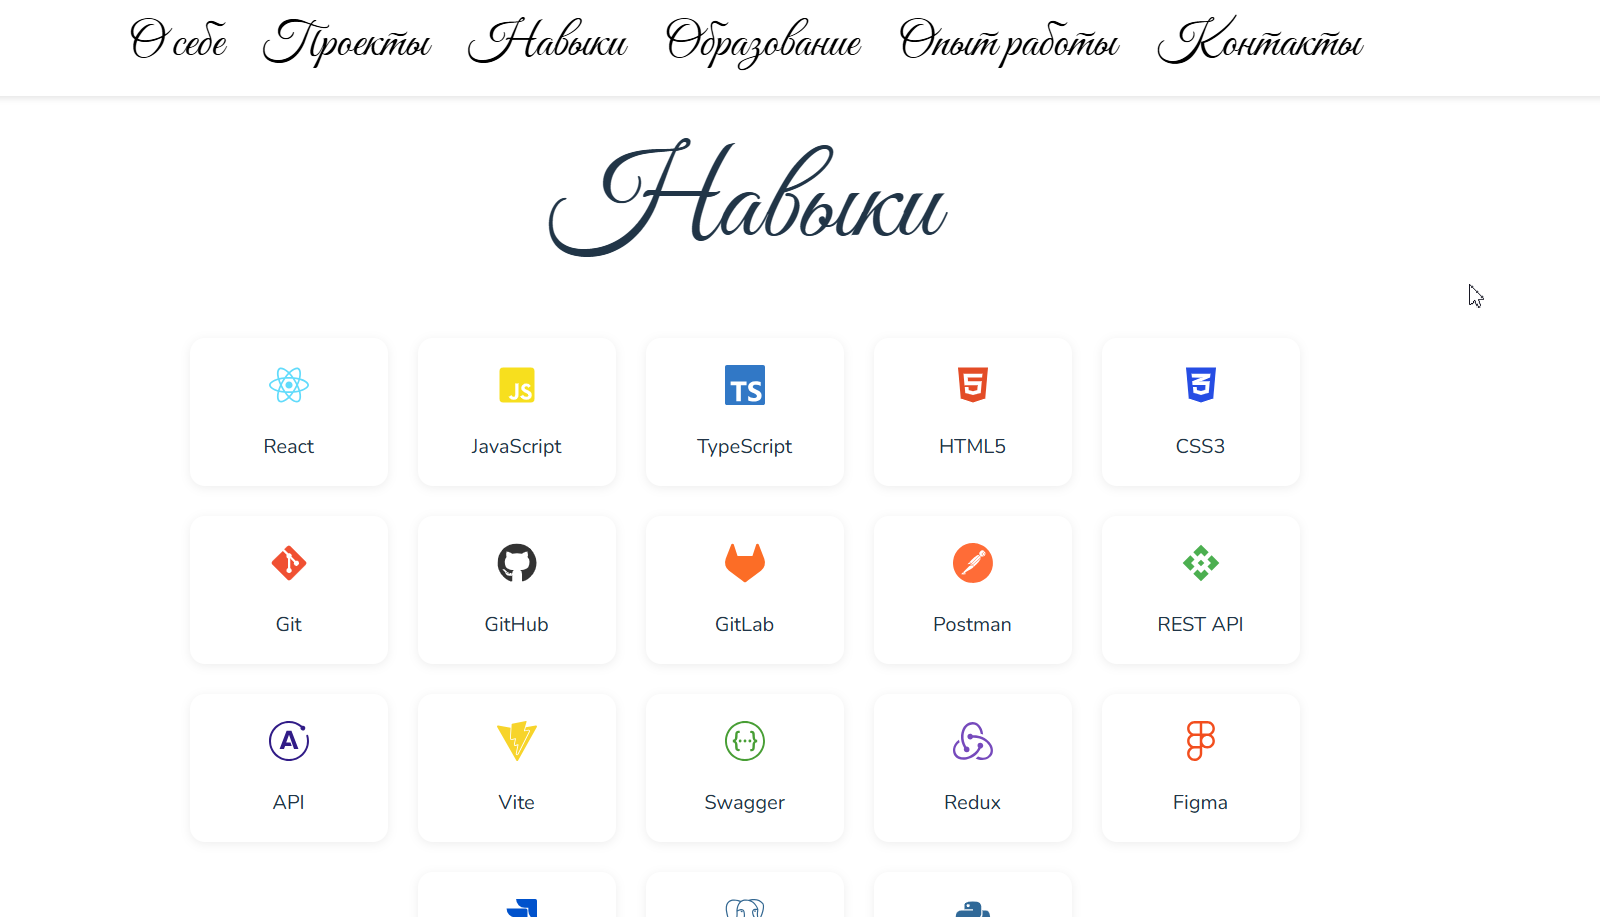 О себе Проекты Навыки Образование Опыт работы Контакты
Навыки
JS TS
React JavaScript TypeScript HTML5 CSS3
Git GitHub GitLab Postman REST API
A {···}
API Vite Swagger Redux Figma